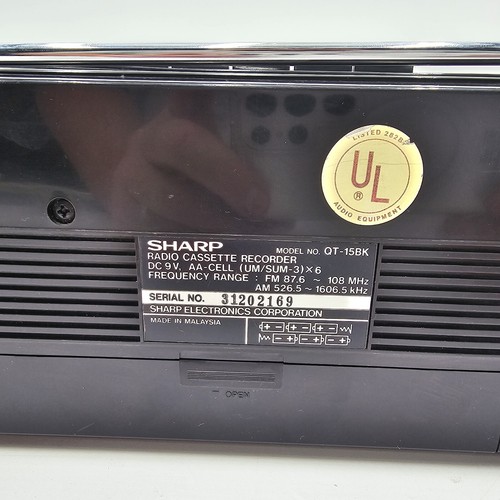 LISTED 282B
UL
®
AUDIO EQUIPMENT
SHARP MODEL NO. QT-15BK
RADIO CASSETTE RECORDER
DC 9V, AA-CELL (UM/SUM-3)×6
FREQUENCY RANGE : FM 87.6 ~ 108 MHz
AM 526.5 ~ 1606.5 kHz
SERIAL NO. 31202169
SHARP ELECTRONICS CORPORATION
MADE IN MALAYSIA
OPEN